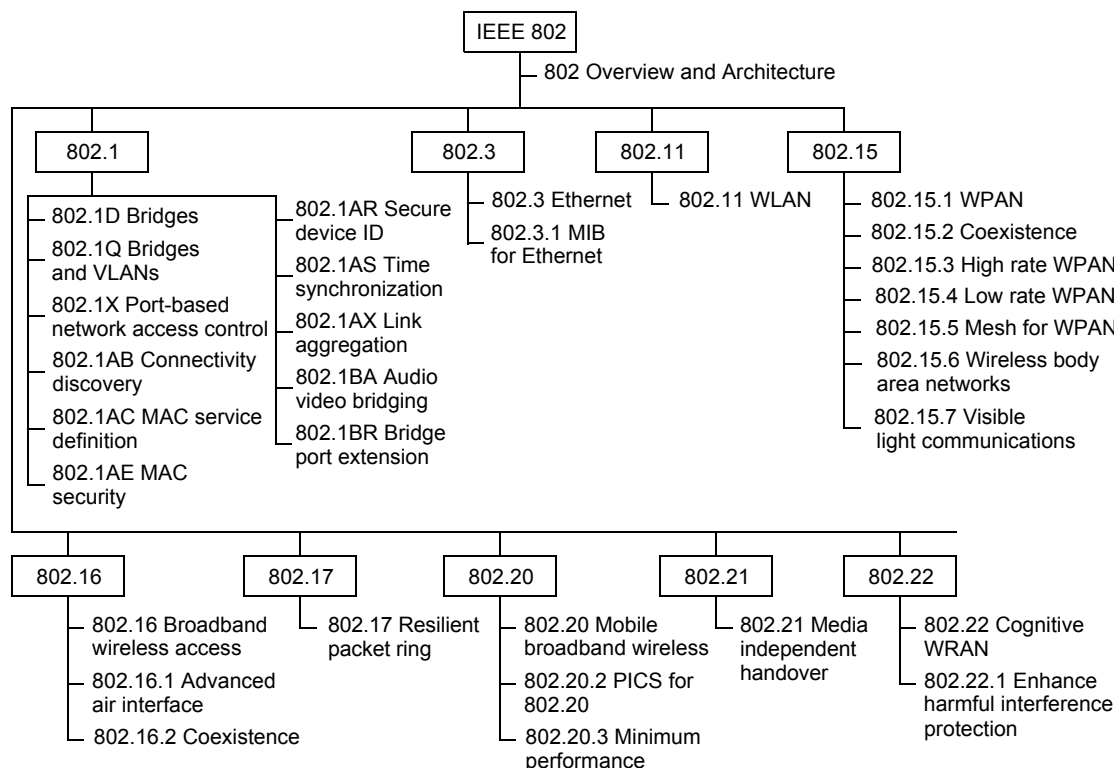 IEEE 802
802 Overview and Architecture
802.1
802.3
802.11
802.15
802.1D Bridges
802.1Q Bridges
and VLANs
802.1X Port-based
network access control
802.1AB Connectivity
discovery
802.1AC MAC service
definition
802.1AE MAC
security
802.1AR Secure
device ID
802.1AS Time
synchronization
802.1AX Link
aggregation
802.1BA Audio
video bridging
802.1BR Bridge
port extension
802.3 Ethernet
802.3.1 MIB
for Ethernet
802.11 WLAN
802.15.1 WPAN
802.15.2 Coexistence
802.15.3 High rate WPAN
802.15.4 Low rate WPAN
802.15.5 Mesh for WPAN
802.15.6 Wireless body
area networks
802.15.7 Visible
light communications
802.16
802.17
802.20
802.21
802.22
802.16 Broadband
wireless access
802.16.1 Advanced
air interface
802.16.2 Coexistence
802.17 Resilient
packet ring
802.20 Mobile
broadband wireless
802.20.2 PICS for
802.20
802.20.3 Minimum
performance
802.21 Media
independent
handover
802.22 Cognitive
WRAN
802.22.1 Enhance
harmful interference
protection